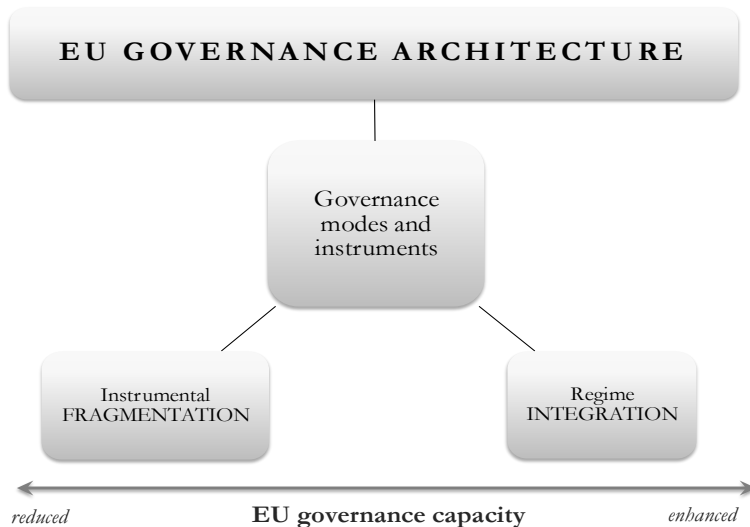 EU GOVERNANCE ARCHITECTURE
Governance
modes and
instruments
Instrumental
FRAGMENTATION
Regime
INTEGRATION
reduced
EU governance capacity
enhanced